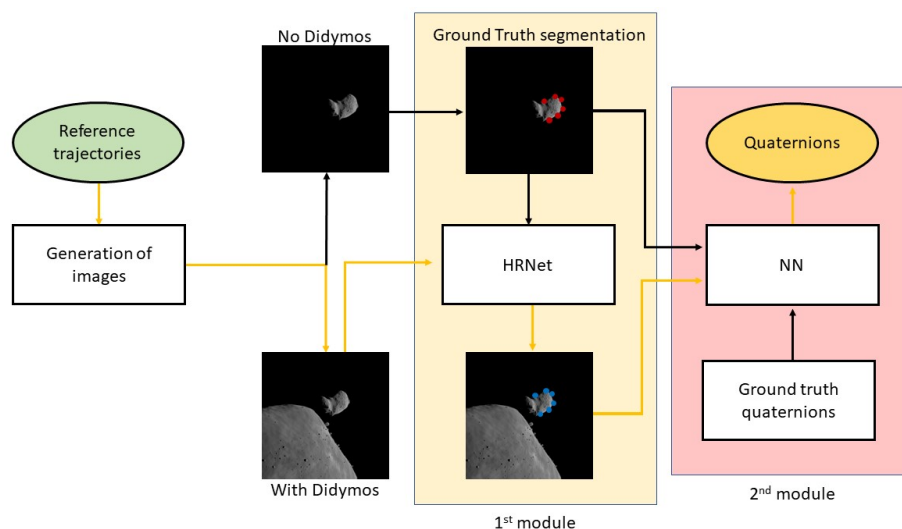 No Didymos
Ground Truth segmentation
Reference
trajectories
Quaternions
Generation of
images
HRNet
NN
Ground truth
quaternions
With Didymos
1st module
2nd module